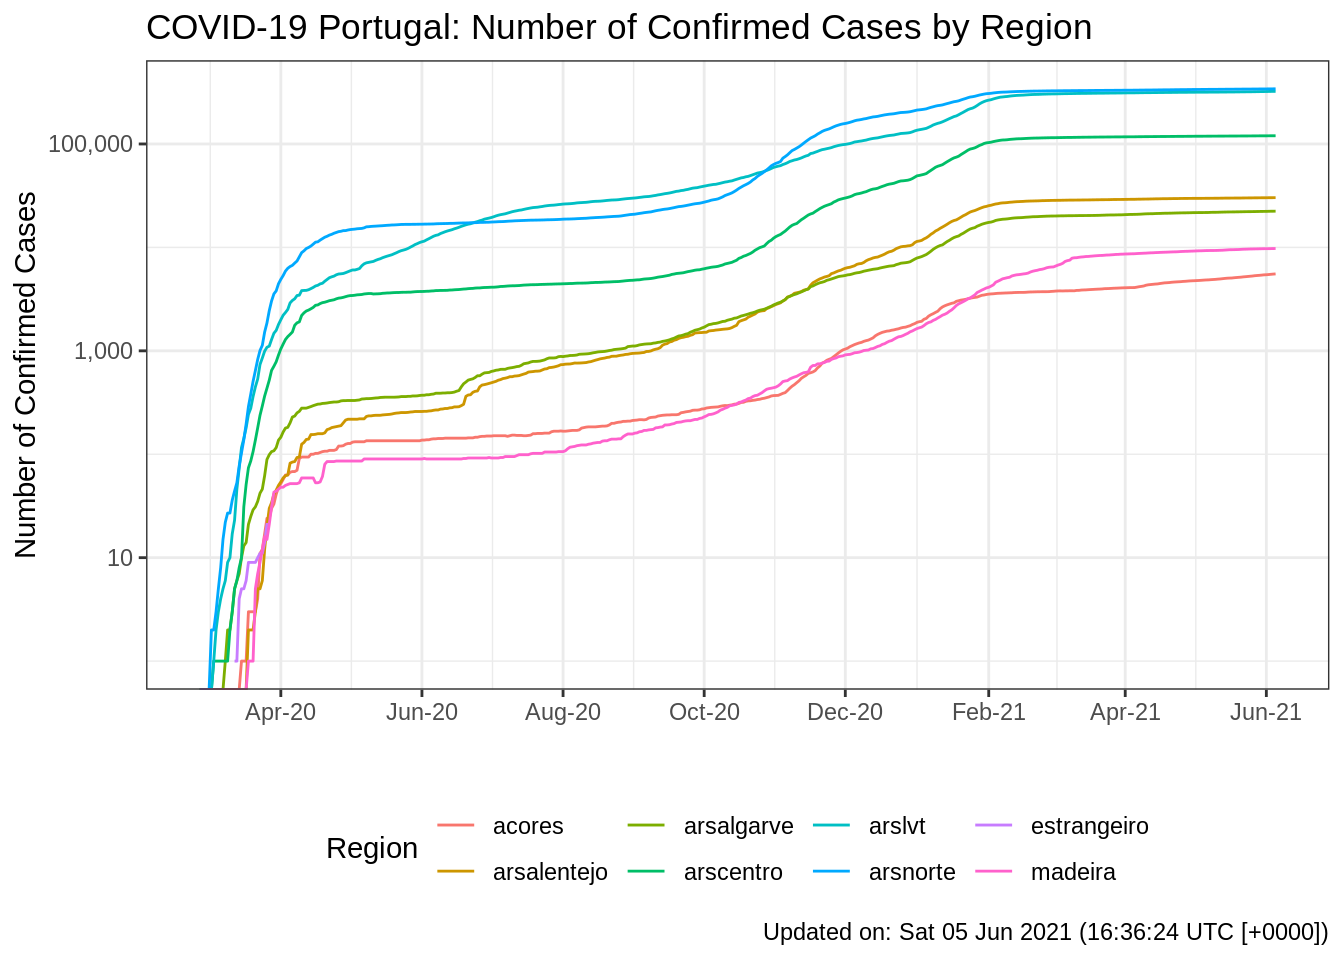 COVID-19 Portugal: Number of Confirmed Cases by Region
Number of Confirmed Cases
100,000
1,000
10
Apr-20 Jun-20 Aug-20 Oct-20 Dec-20 Feb-21 Apr-21 Jun-21
Region
acores arsalgarve arslvt estrangeiro
arsalentejo arscentro arsnorte madeira
Updated on: Sat 05 Jun 2021 (16:36:24 UTC [+0000])